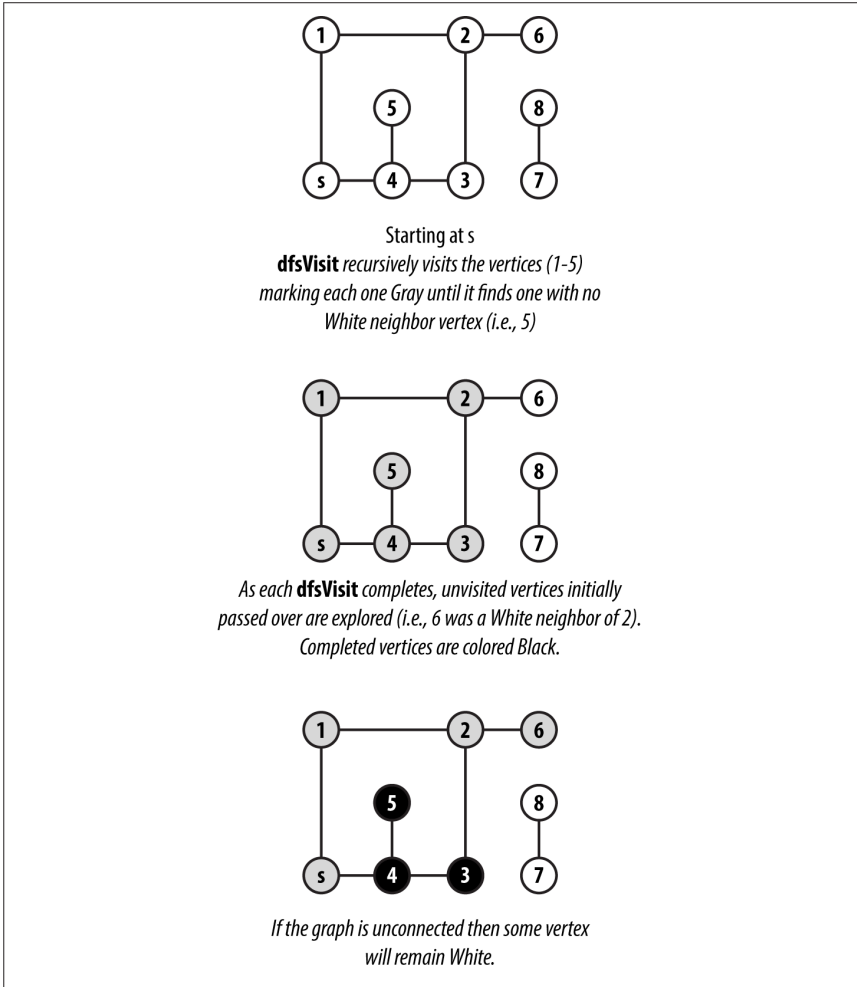 1 2 6
5 8
s 4 3 7
Starting at s
dfsVisit recursively visits the vertices (1-5)
marking each one Gray until it finds one with no
White neighbor vertex (i.e., 5)
1 2 6
5 8
s 4 3 7
As each dfsVisit completes, unvisited vertices initially
passed over are explored (i.e., 6 was a White neighbor of 2).
Completed vertices are colored Black.
1 2 6
5 8
s 4 3 7
If the graph is unconnected then some vertex
will remain White.